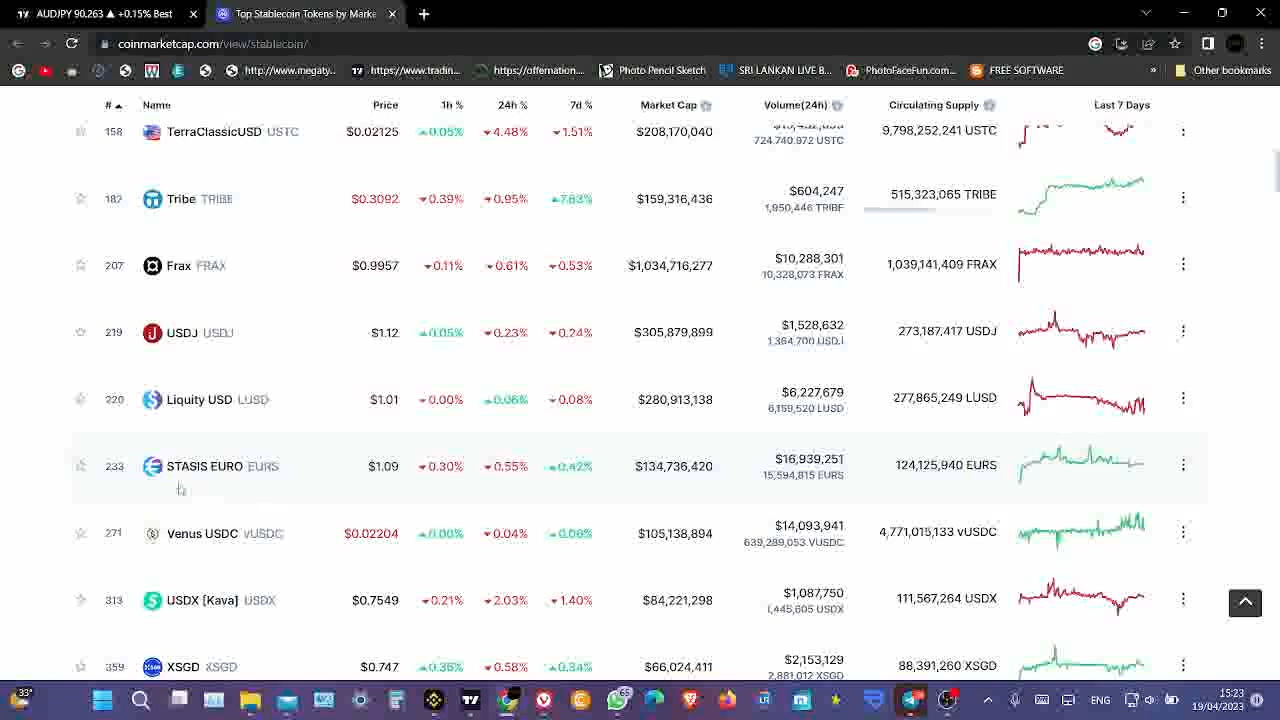 AUDJPY 90.263 ▲ +0.15% Best
Top Stablecoin Tokens by Marke
coinmarketcap.com/view/stablecoin/
http://www.megaty...
https://www.tradin...
https://offernation...
Photo Pencil Sketch
SRI LANKAN LIVE B...
PhotoFaceFun.com...
FREE SOFTWARE
»
Other bookmarks
# Name Price 1h % 24h % 7d % Market Cap Volume(24h) Circulating Supply Last 7 Days
158 TerraClassicUSD USTC $0.02125 0.05% 4.48% 1.51% $208,170,040 9,798,252,241 USTC
724,740,972 USTC
182 Tribe TRIBE $0.3092 0.39% 0.95% 7.83% $159,316,436 $604,247 515,323,065 TRIBE
1,950,446 TRIBE
207 Frax FRAX $0.9957 0.11% 0.61% 0.53% $1,034,716,277 $10,288,301 1,039,141,409 FRAX
10,328,073 FRAX
219 USDJ USDJ $1.12 0.05% 0.23% 0.24% $305,879,899 $1,528,632 273,187,417 USDJ
1,364,700 USDJ
220 Liquity USD LUSD $1.01 0.00% 0.06% 0.08% $280,913,138 $6,227,679 277,865,249 LUSD
6,159,520 LUSD
233 STASIS EURO EURS $1.09 0.30% 0.55% 0.42% $134,736,420 $16,939,251 124,125,940 EURS
15,594,815 EURS
271 Venus USDC vUSDC $0.02204 0.00% 0.04% 0.06% $105,138,894 $14,093,941 4,771,015,133 vUSDC
639,289,053 VUSDC
313 USDX [Kava] USDX $0.7549 0.21% 2.03% 1.40% $84,221,298 $1,087,750 111,567,264 USDX
1,445,605 USDX
359 XSGD XSGD $0.747 0.36% 0.58% 0.34% $66,024,411 $2,153,129 88,391,260 XSGD
2,881,012 XSGD
33°
65
ENG
15:23
19/04/2023